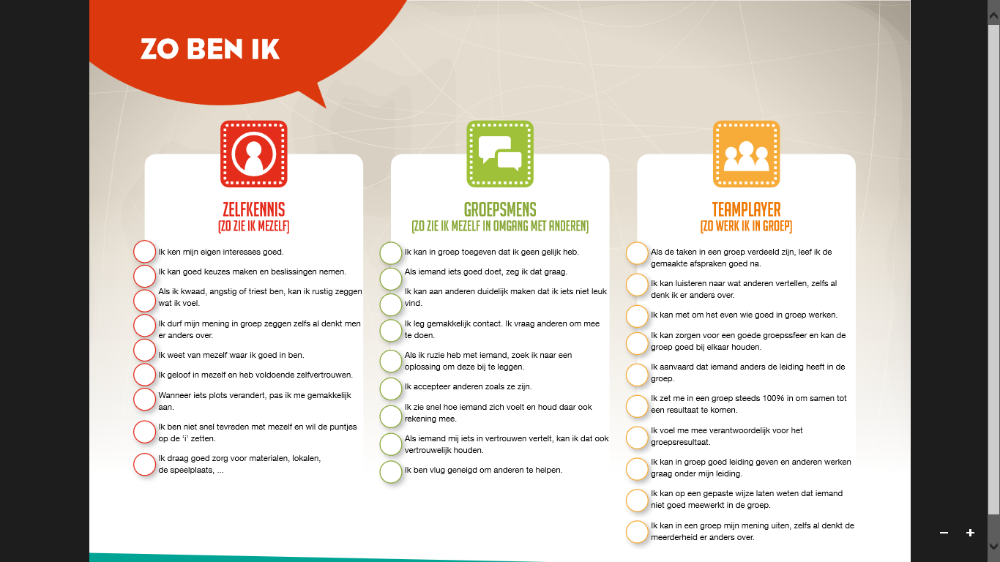 ZO BEN IK
ZELFKENNIS
(ZO ZIE IK MEZELF)
Ik ken mijn eigen interesses goed.
Ik kan goed keuzes maken en beslissingen nemen.
Als ik kwaad, angstig of triest ben, kan ik rustig zeggen
wat ik voel.
Ik durf mijn mening in groep zeggen zelfs al denkt men
er anders over.
Ik weet van mezelf waar ik goed in ben.
Ik geloof in mezelf en heb voldoende zelfvertrouwen.
Wanneer iets plots verandert, pas ik me gemakkelijk
aan.
Ik ben niet snel tevreden met mezelf en wil de puntjes
op de ‘i’ zetten.
Ik draag goed zorg voor materialen, lokalen,
de speelplaats, ...
GROEPSMENS
(ZO ZIE IK MEZELF IN OMGANG MET ANDEREN)
Ik kan in groep toegeven dat ik geen gelijk heb.
Als iemand iets goed doet, zeg ik dat graag.
Ik kan aan anderen duidelijk maken dat ik iets niet leuk
vind.
Ik leg gemakkelijk contact. Ik vraag anderen om mee
te doen.
Als ik ruzie heb met iemand, zoek ik naar een
oplossing om deze bij te leggen.
Ik accepteer anderen zoals ze zijn.
Ik zie snel hoe iemand zich voelt en houd daar ook
rekening mee.
Als iemand mij iets in vertrouwen vertelt, kan ik dat ook
vertrouwelijk houden.
Ik ben vlug geneigd om anderen te helpen.
TEAMPLAYER
(ZO WERK IK IN GROEP)
Als de taken in een groep verdeeld zijn, leef ik de
gemaakte afspraken goed na.
Ik kan luisteren naar wat anderen vertellen, zelfs al
denk ik er anders over.
Ik kan met om het even wie goed in groep werken.
Ik kan zorgen voor een goede groepssfeer en kan de
groep goed bij elkaar houden.
Ik aanvaard dat iemand anders de leiding heeft in de
groep.
Ik zet me in een groep steeds 100% in om samen tot
een resultaat te komen.
Ik voel me mee verantwoordelijk voor het
groepsresultaat.
Ik kan in groep goed leiding geven en anderen werken
graag onder mijn leiding.
Ik kan op een gepaste wijze laten weten dat iemand
niet goed meewerkt in de groep.
Ik kan in een groep mijn mening uiten, zelfs al denkt de
meerderheid er anders over.